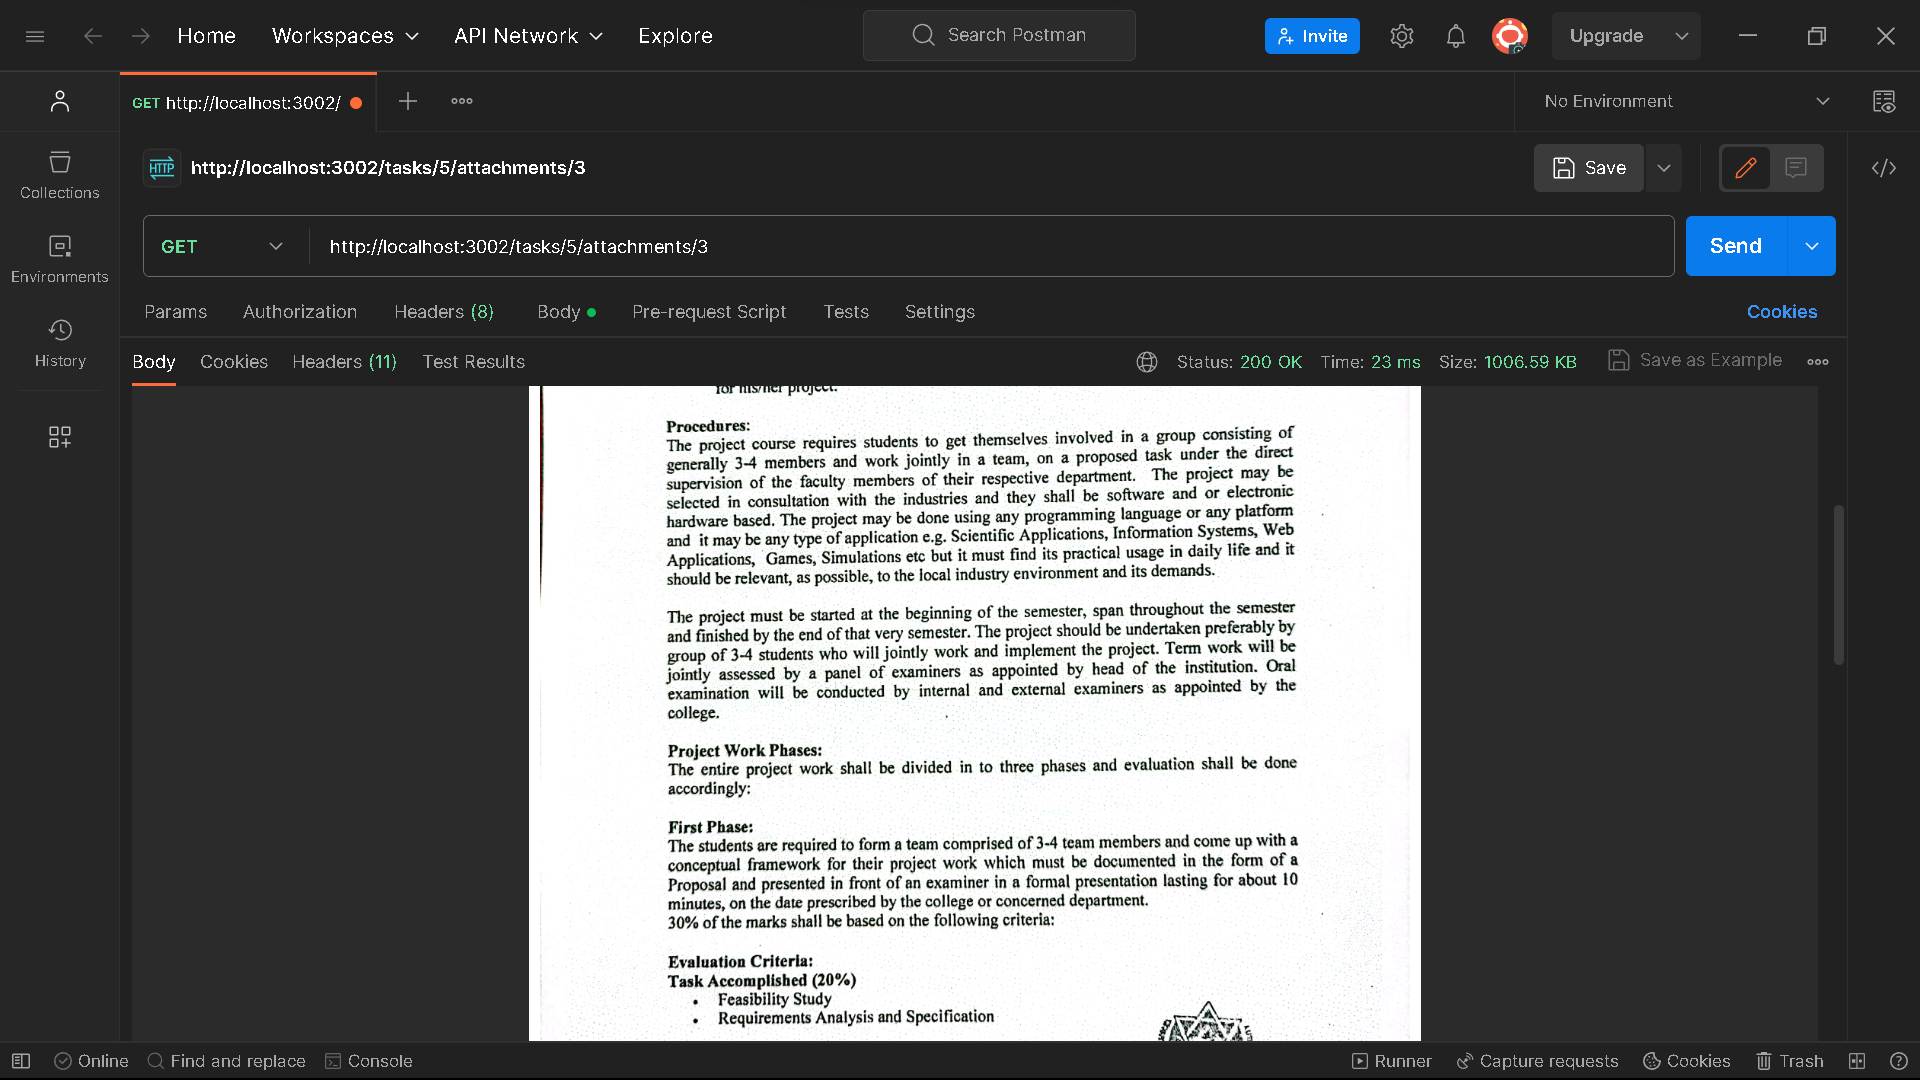 Home
Workspaces
API Network
Explore
Search Postman
Invite
Upgrade
GET http://localhost:3002/
No Environment
HTTP
http://localhost:3002/tasks/5/attachments/3
Save
Collections
Environments
History
GET
http://localhost:3002/tasks/5/attachments/3
Send
Params
Authorization
Headers (8)
Body
Pre-request Script
Tests
Settings
Cookies
Body
Cookies
Headers (11)
Test Results
Status: 200 OK
Time: 23 ms
Size: 1006.59 KB
Save as Example
for his/her project.
Procedures:
The project course requires students to get themselves involved in a group consisting of
generally 3-4 members and work jointly in a team, on a proposed task under the direct
supervision of the faculty members of their respective department. The project may be
selected in consultation with the industries and they shall be software and or electronic
hardware based. The project may be done using any programming language or any platform
and it may be any type of application e.g. Scientific Applications, Information Systems, Web
Applications, Games, Simulations etc but it must find its practical usage in daily life and it
should be relevant, as possible, to the local industry environment and its demands.
The project must be started at the beginning of the semester, span throughout the semester
and finished by the end of that very semester. The project should be undertaken preferably by
group of 3-4 students who will jointly work and implement the project. Term work will be
jointly assessed by a panel of examiners as appointed by head of the institution. Oral
examination will be conducted by internal and external examiners as appointed by the
college.
Project Work Phases:
The entire project work shall be divided in to three phases and evaluation shall be done
accordingly:
First Phase:
The students are required to form a team comprised of 3-4 team members and come up with a
conceptual framework for their project work which must be documented in the form of a
Proposal and presented in front of an examiner in a formal presentation lasting for about 10
minutes, on the date prescribed by the college or concerned department.
30% of the marks shall be based on the following criteria:
Evaluation Criteria:
Task Accomplished (20%)
• Feasibility Study
• Requirements Analysis and Specification
Online
Find and replace
Console
Runner
Capture requests
Cookies
Trash